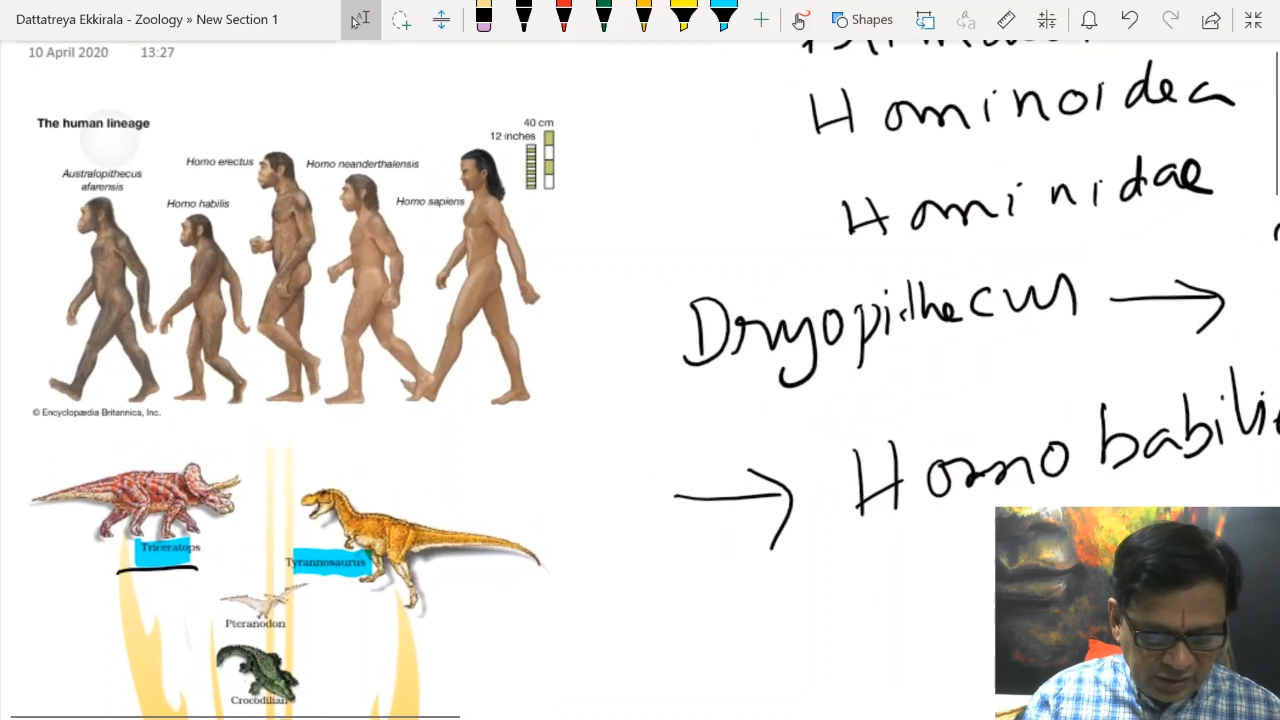 Dattatreya Ekkirala - Zoology » New Section 1
Shapes
10 April 2020 13:27
The human lineage
40 cm
12 inches
Australopithecus
afarensis
Homo habilis
Homo erectus
Homo neanderthalensis
Homo sapiens
© Encyclopædia Britannica, Inc.
Triceratops
Tyrannosaurus
Pteranodon
Crocodilian
Hominoidea
Hominidae
Dryopithecus →
→ Homo babilis